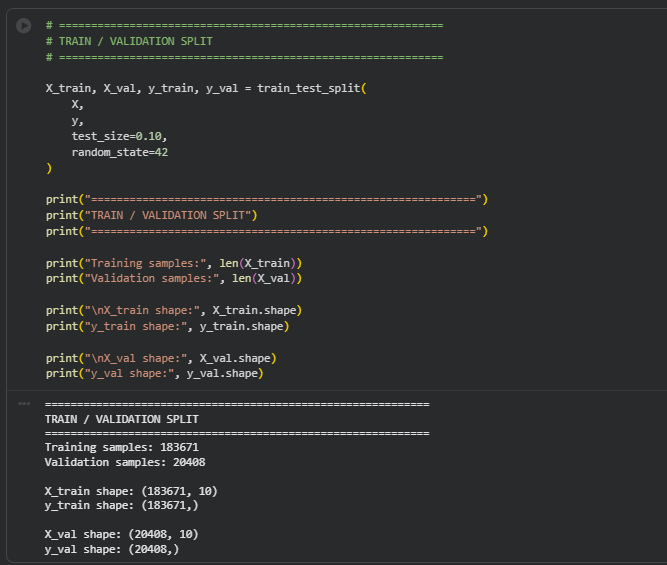 # ============================================================
# TRAIN / VALIDATION SPLIT
# ============================================================
X_train, X_val, y_train, y_val = train_test_split(
    X,
    y,
    test_size=0.10,
    random_state=42
)
print("============================================================")
print("TRAIN / VALIDATION SPLIT")
print("============================================================")
print("Training samples:", len(X_train))
print("Validation samples:", len(X_val))
print("\nX_train shape:", X_train.shape)
print("y_train shape:", y_train.shape)
print("\nX_val shape:", X_val.shape)
print("y_val shape:", y_val.shape)
============================================================
TRAIN / VALIDATION SPLIT
============================================================
Training samples: 183671
Validation samples: 20408
X_train shape: (183671, 10)
y_train shape: (183671,)
X_val shape: (20408, 10)
y_val shape: (20408,)